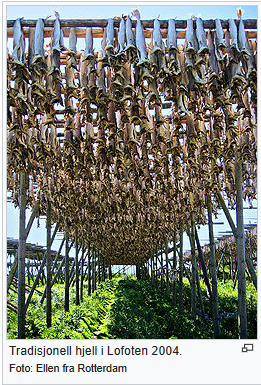 Tradisjonell hjell i Lofoten 2004.
Foto: Ellen fra Rotterdam